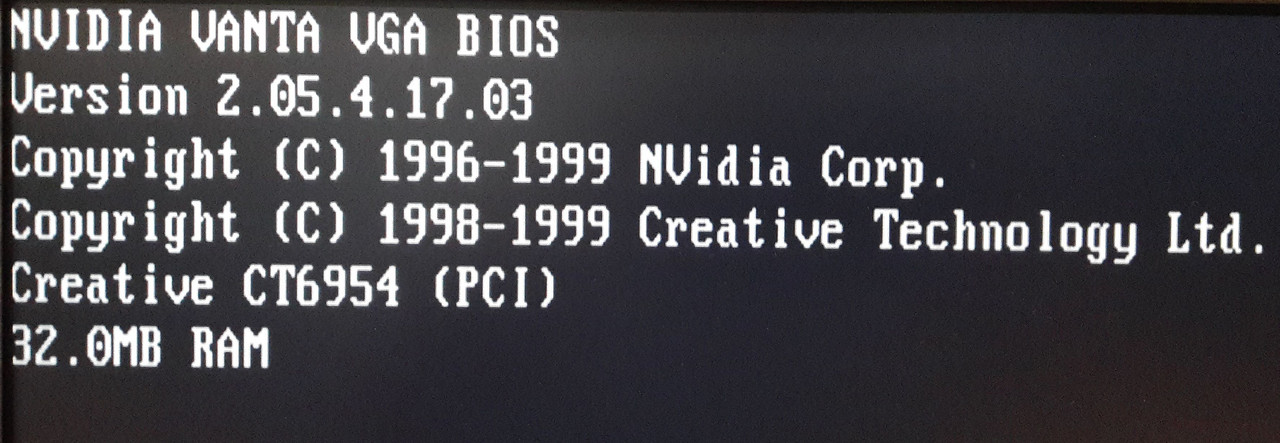 NVIDIA VANTA VGA BIOS
Version 2.05.4.17.03
Copyright (C) 1996-1999 NVidia Corp.
Copyright (C) 1998-1999 Creative Technology Ltd.
Creative CT6954 (PCI)
32.0MB RAM